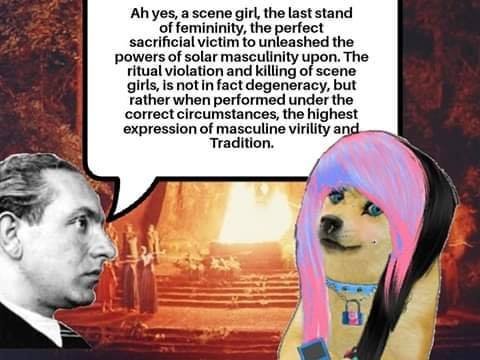 Ah yes, a scene girl, the last stand
of femininity, the perfect
sacrificial victim to unleashed the
powers of solar masculinity upon. The
ritual violation and killing of scene
girls, is not in fact degeneracy, but
rather when performed under the
correct circumstances, the highest
expression of masculine virility and
Tradition.